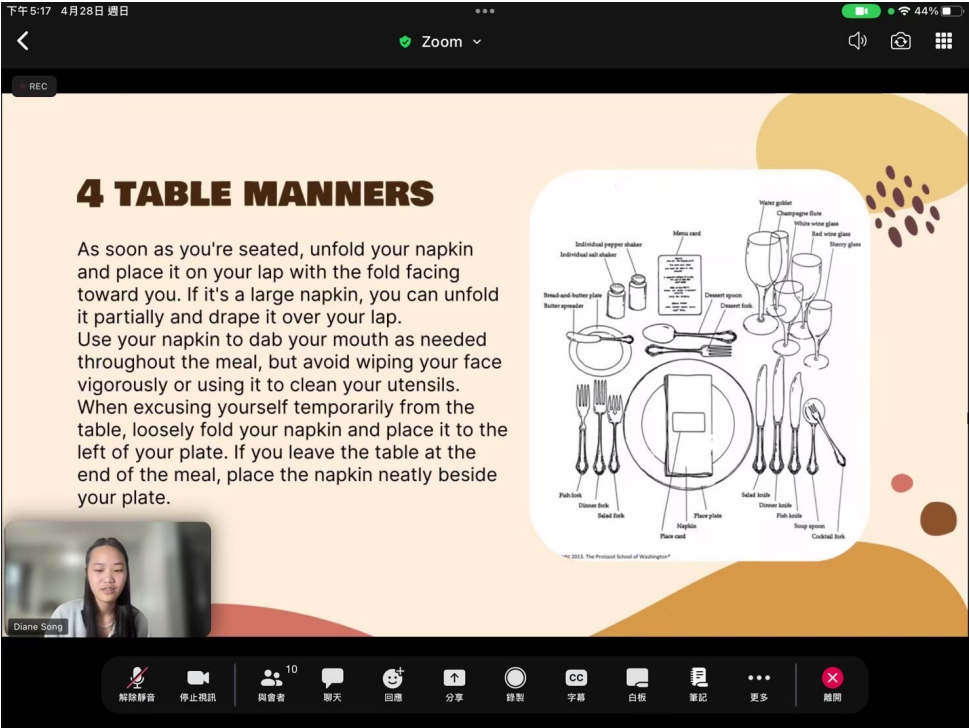 下午5:17 4月28日 週日
44%
Zoom
REC
4 TABLE MANNERS
As soon as you're seated, unfold your napkin
and place it on your lap with the fold facing
toward you. If it's a large napkin, you can unfold
it partially and drape it over your lap.
Use your napkin to dab your mouth as needed
throughout the meal, but avoid wiping your face
vigorously or using it to clean your utensils.
When excusing yourself temporarily from the
table, loosely fold your napkin and place it to the
left of your plate. If you leave the table at the
end of the meal, place the napkin neatly beside
your plate.
Water goblet
Champagne flute
White wine glass
Red wine glass
Sherry glass
Menu card
Individual pepper shaker
Individual salt shaker
Bread-and-butter plate
Butter spreader
Dessert spoon
Dessert fork
Fish fork
Dinner fork
Salad fork
Place plate
Napkin
Place card
Salad knife
Dinner knife
Fish knife
Soup spoon
Cocktail fork
2013. The Protocol School of Washington®
Diane Song
解除靜音
停止視訊
10
與會者
聊天
回應
分享
錄製
CC
字幕
白板
筆記
更多
離開